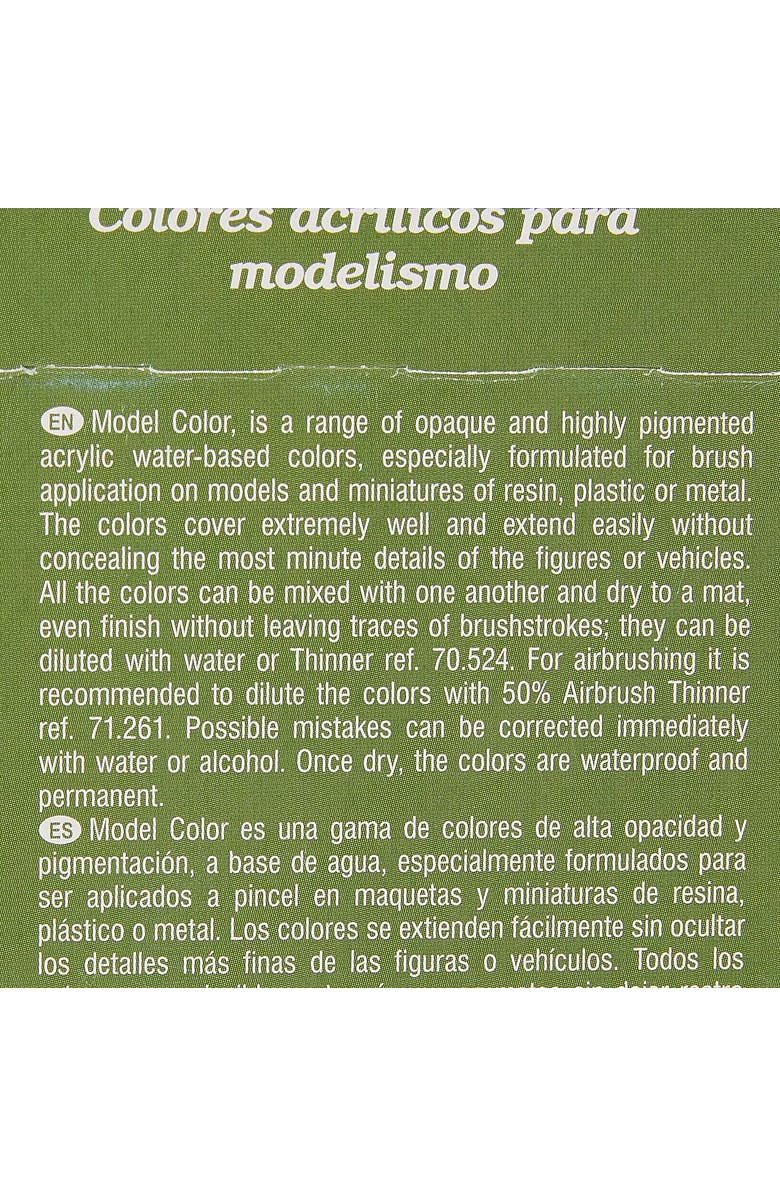 Colores acrílicos para
modelismo
EN Model Color, is a range of opaque and highly pigmented
acrylic water-based colors, especially formulated for brush
application on models and miniatures of resin, plastic or metal.
The colors cover extremely well and extend easily without
concealing the most minute details of the figures or vehicles.
All the colors can be mixed with one another and dry to a mat,
even finish without leaving traces of brushstrokes; they can be
diluted with water or Thinner ref. 70.524. For airbrushing it is
recommended to dilute the colors with 50% Airbrush Thinner
ref. 71.261. Possible mistakes can be corrected immediately
with water or alcohol. Once dry, the colors are waterproof and
permanent.
ES Model Color es una gama de colores de alta opacidad y
pigmentación, a base de agua, especialmente formulados para
ser aplicados a pincel en maquetas y miniaturas de resina,
plástico o metal. Los colores se extienden fácilmente sin ocultar
los detalles más finas de las figuras o vehículos. Todos los